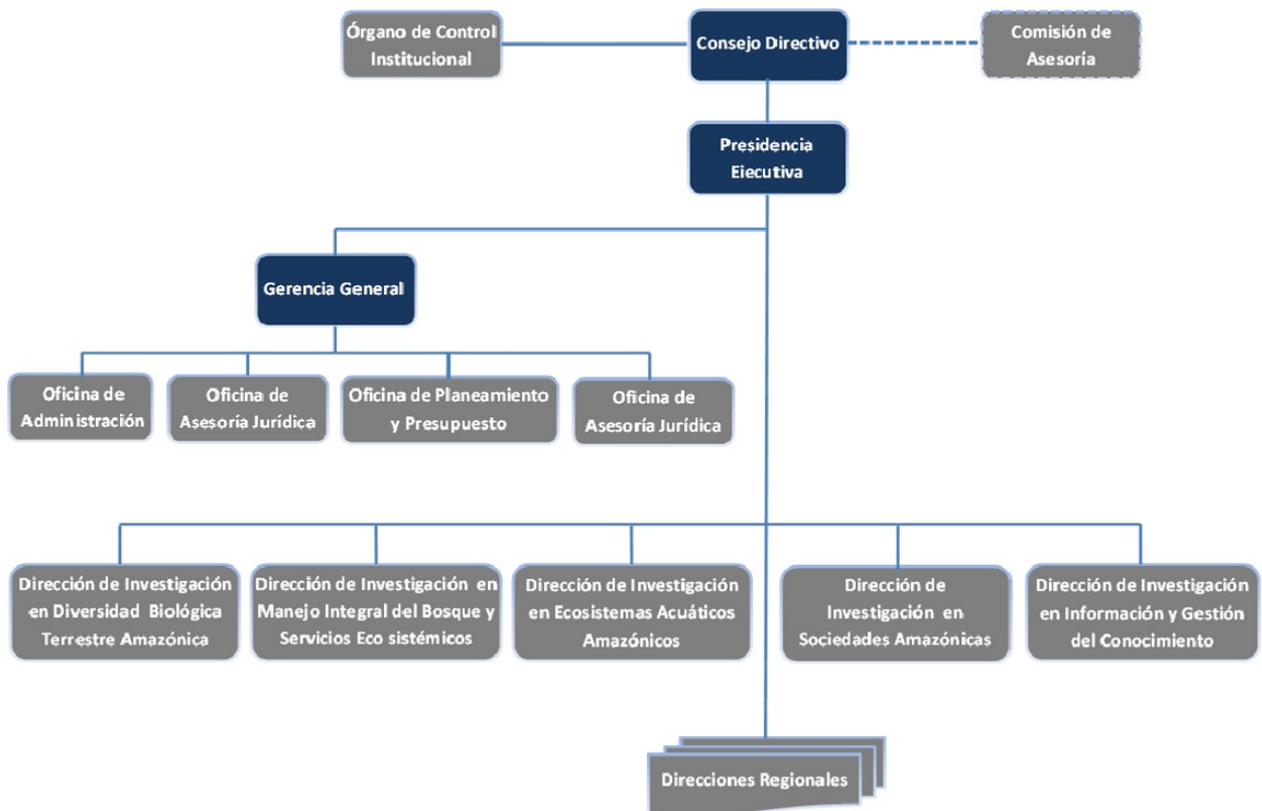 Órgano de Control
Institucional
Consejo Directivo
Comisión de
Asesoría
Presidencia
Ejecutiva
Gerencia General
Oficina de
Administración
Oficina de
Asesoría Jurídica
Oficina de Planeamiento
y Presupuesto
Oficina de
Asesoría Jurídica
Dirección de Investigación
en Diversidad Biológica
Terrestre Amazónica
Dirección de Investigación en
Manejo Integral del Bosque y
Servicios Eco sistémicos
Dirección de Investigación
en Ecosistemas Acuáticos
Amazónicos
Dirección de
Investigación en
Sociedades Amazónicas
Dirección de Investigación
en Información y Gestión
del Conocimiento
Direcciones Regionales